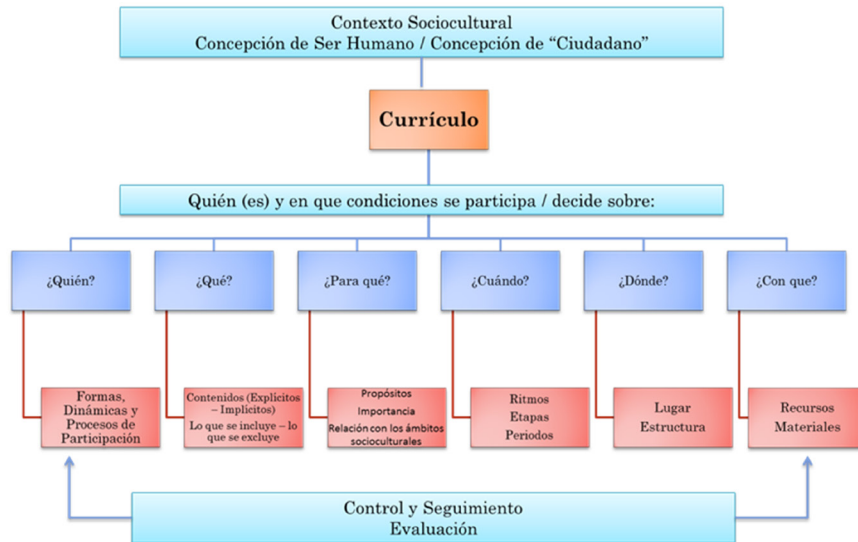 Contexto Sociocultural
Concepción de Ser Humano / Concepción de “Ciudadano”
Currículo
Quién (es) y en que condiciones se participa / decide sobre:
¿Quién?
¿Qué?
¿Para qué?
¿Cuándo?
¿Dónde?
¿Con que?
Formas,
Dinámicas y
Procesos de
Participación
Contenidos (Explícitos
– Implícitos)
Lo que se incluye – lo
que se excluye
Propósitos
Importancia
Relación con los ámbitos
socioculturales
Ritmos
Etapas
Periodos
Lugar
Estructura
Recursos
Materiales
Control y Seguimiento
Evaluación